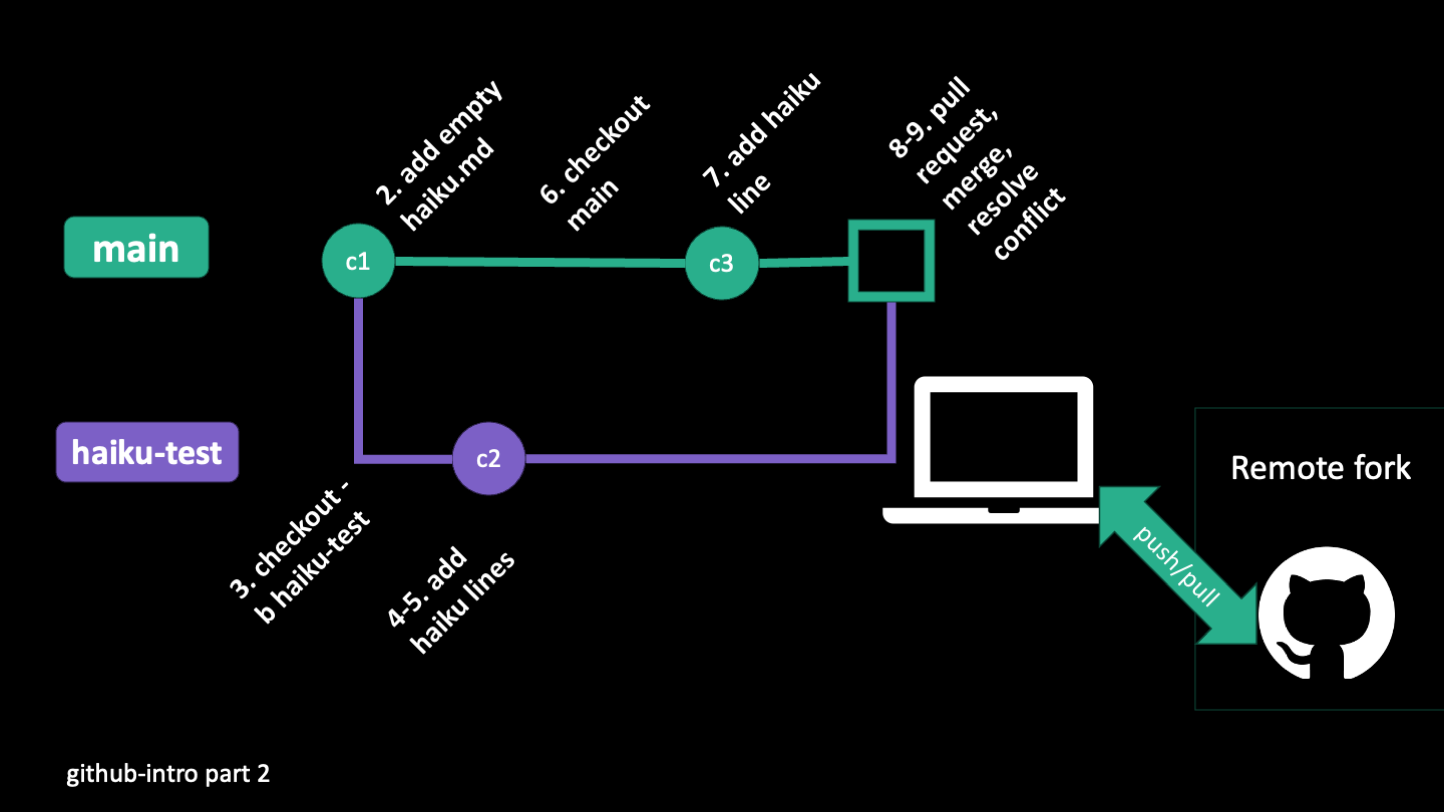 2. add empty
haiku.md
6. checkout
main
7. add haiku
line
8-9. pull
request,
merge,
resolve
conflict
main
c1
c3
haiku-test
c2
Remote fork
push/pull
3. checkout -
b haiku-test
4-5. add
haiku lines
github-intro part 2